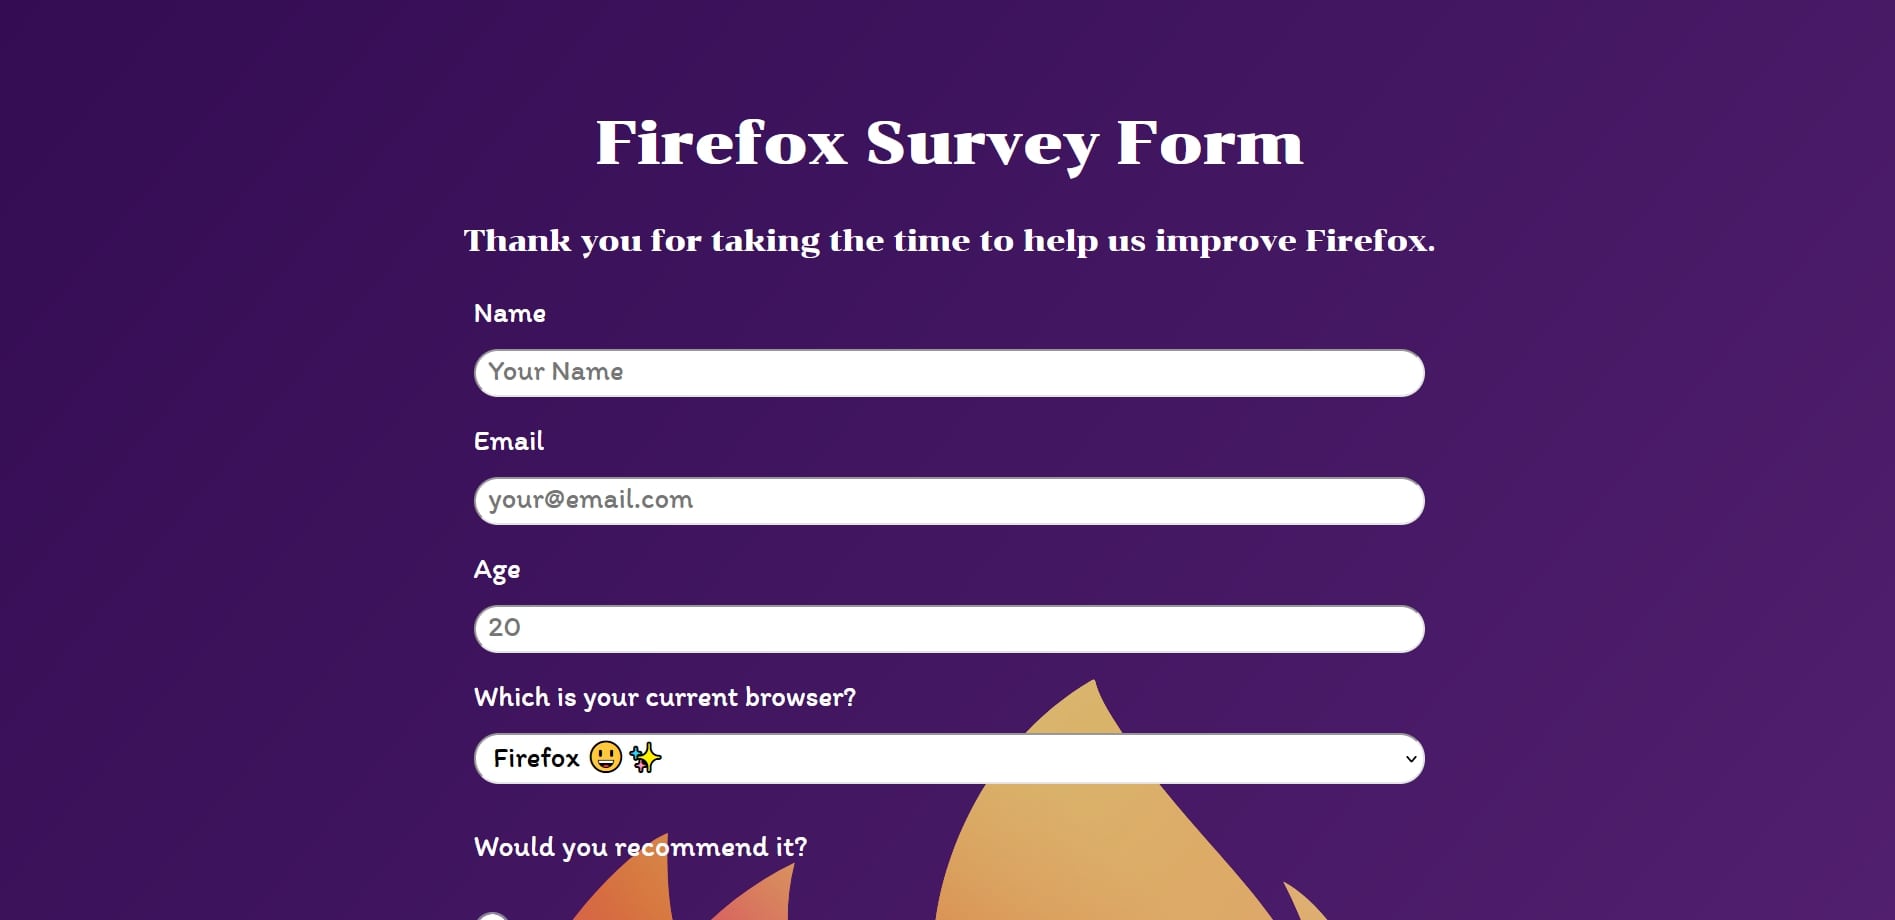 Firefox Survey Form
Thank you for taking the time to help us improve Firefox.
Name
Your Name
Email
your@email.com
Age
20
Which is your current browser?
Firefox 😃✨
Would you recommend it?